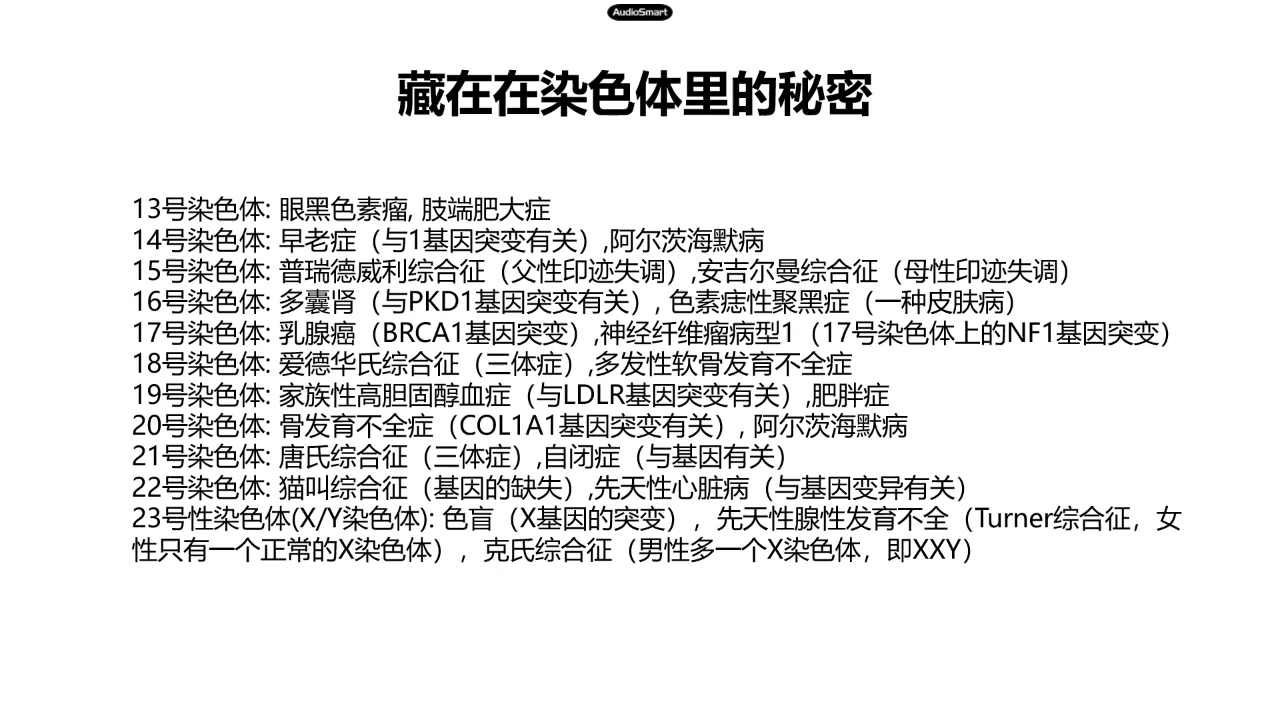 AudioSmart
藏在在染色体里的秘密
13号染色体: 眼黑色素瘤, 肢端肥大症
14号染色体: 早老症（与1基因突变有关）,阿尔茨海默病
15号染色体: 普瑞德威利综合征（父性印迹失调）,安吉尔曼综合征（母性印迹失调）
16号染色体: 多囊肾（与PKD1基因突变有关）, 色素痣性聚黑症（一种皮肤病）
17号染色体: 乳腺癌（BRCA1基因突变）,神经纤维瘤病型1（17号染色体上的NF1基因突变）
18号染色体: 爱德华氏综合征（三体症）,多发性软骨发育不全症
19号染色体: 家族性高胆固醇血症（与LDLR基因突变有关）,肥胖症
20号染色体: 骨发育不全症（COL1A1基因突变有关）, 阿尔茨海默病
21号染色体: 唐氏综合征（三体症）,自闭症（与基因有关）
22号染色体: 猫叫综合征（基因的缺失）,先天性心脏病（与基因变异有关）
23号性染色体(X/Y染色体): 色盲（X基因的突变），先天性腺性发育不全（Turner综合征，女
性只有一个正常的X染色体），克氏综合征（男性多一个X染色体，即XXY）